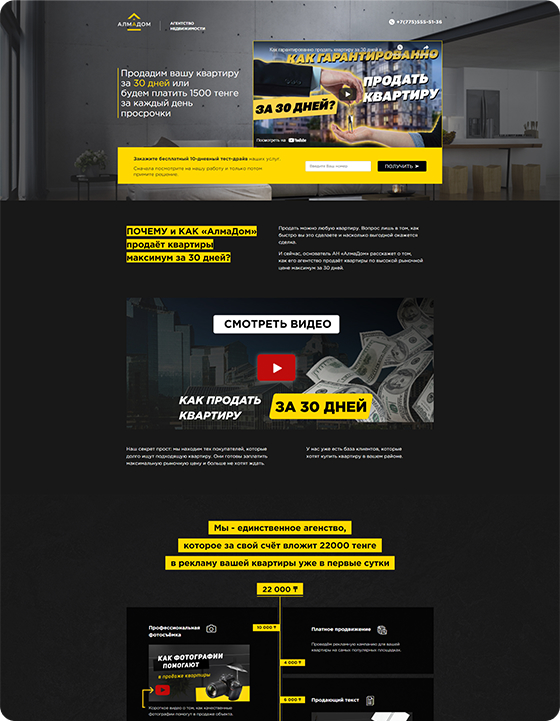 АЛМАДОМ
АГЕНТСТВО
НЕДВИЖИМОСТИ
+7(775)555-51-36
Продадим вашу квартиру
за 30 дней или
будем платить 1500 тенге
за каждый день
просрочки
Как гарантированно продать квартиру за 30 дней в
КАК ГАРАНТИРОВАННО
ПРОДАТЬ
КВАРТИРУ
ЗА 30 ДНЕЙ?
Посмотреть на YouTube
Закажите бесплатный 10-дневный тест-драйв наших услуг
Сначала посмотрите на нашу работу и только потом
примите решение.
Введите Ваш номер
ПОЛУЧИТЬ
ПОЧЕМУ и КАК «АлмаДом»
продаёт квартиры
максимум за 30 дней?
Продать можно любую квартиру. Вопрос лишь в том, как
быстро вы это сделаете и насколько выгодной окажется
сделка.
И сейчас, основатель АН «АлмаДом» расскажет о том,
как его агентство продаёт квартиры по высокой рыночной
цене максимум за 30 дней.
СМОТРЕТЬ ВИДЕО
КАК ПРОДАТЬ
КВАРТИРУ
ЗА 30 ДНЕЙ
Наш секрет прост: мы находим тех покупателей, которые
долго ищут подходящую квартиру. Они готовы заплатить
максимальную рыночную цену и больше не хотят ждать.
У нас уже есть база клиентов, которые
хотят купить квартиру в вашем районе.
Мы - единственное агенство,
которое за свой счёт вложит 22000 тенге
в рекламу вашей квартиры уже в первые сутки
22 000 ₸
Профессиональная
фотосъёмка
10 000 ₸
КАК ФОТОГРАФИИ
ПОМОГАЮТ
в продаже квартиры
Короткое видео о том, как качественные
фотографии помогут в продаже объекта.
Платное продвижение
Проведём рекламную кампанию для вашей
квартиры на самых популярных площадках.
4 000 ₸
6 000 ₸
Продающий текст